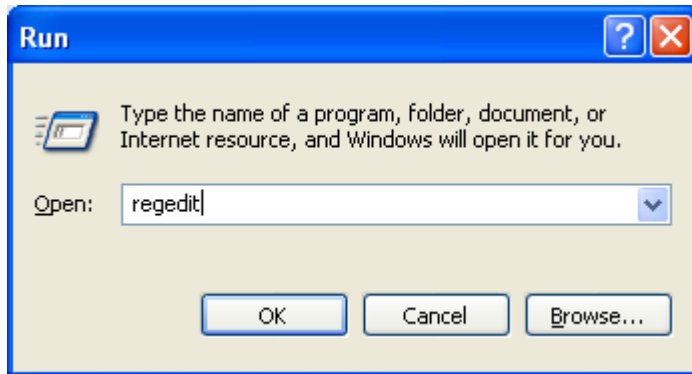 Run
Type the name of a program, folder, document, or
Internet resource, and Windows will open it for you.
Open: regedit
OK Cancel Browse...